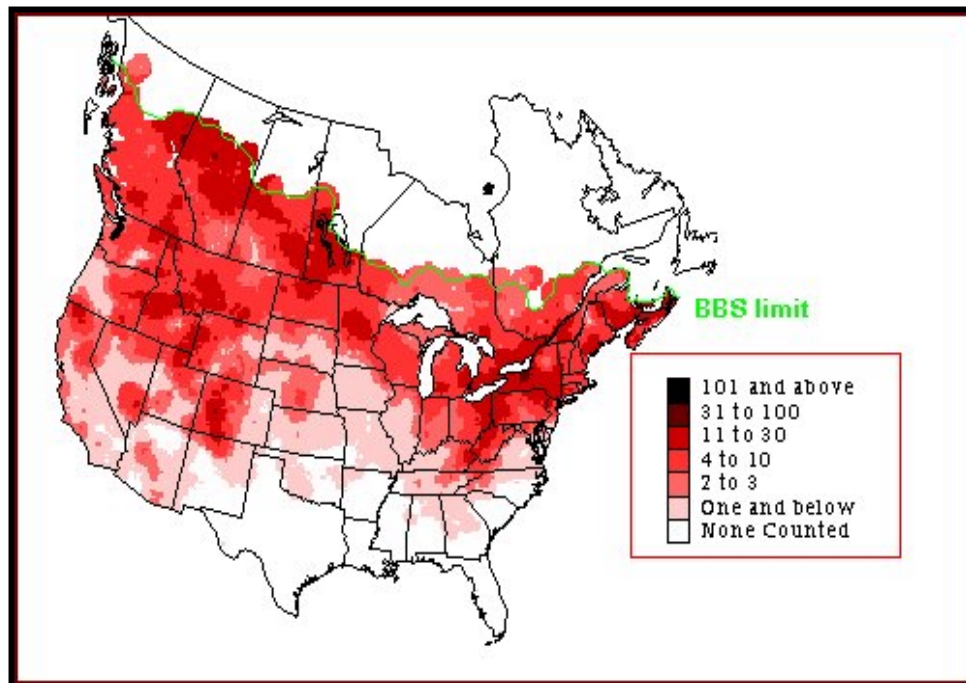 BBS limit
101 and above
31 to 100
11 to 30
4 to 10
2 to 3
One and below
None Counted